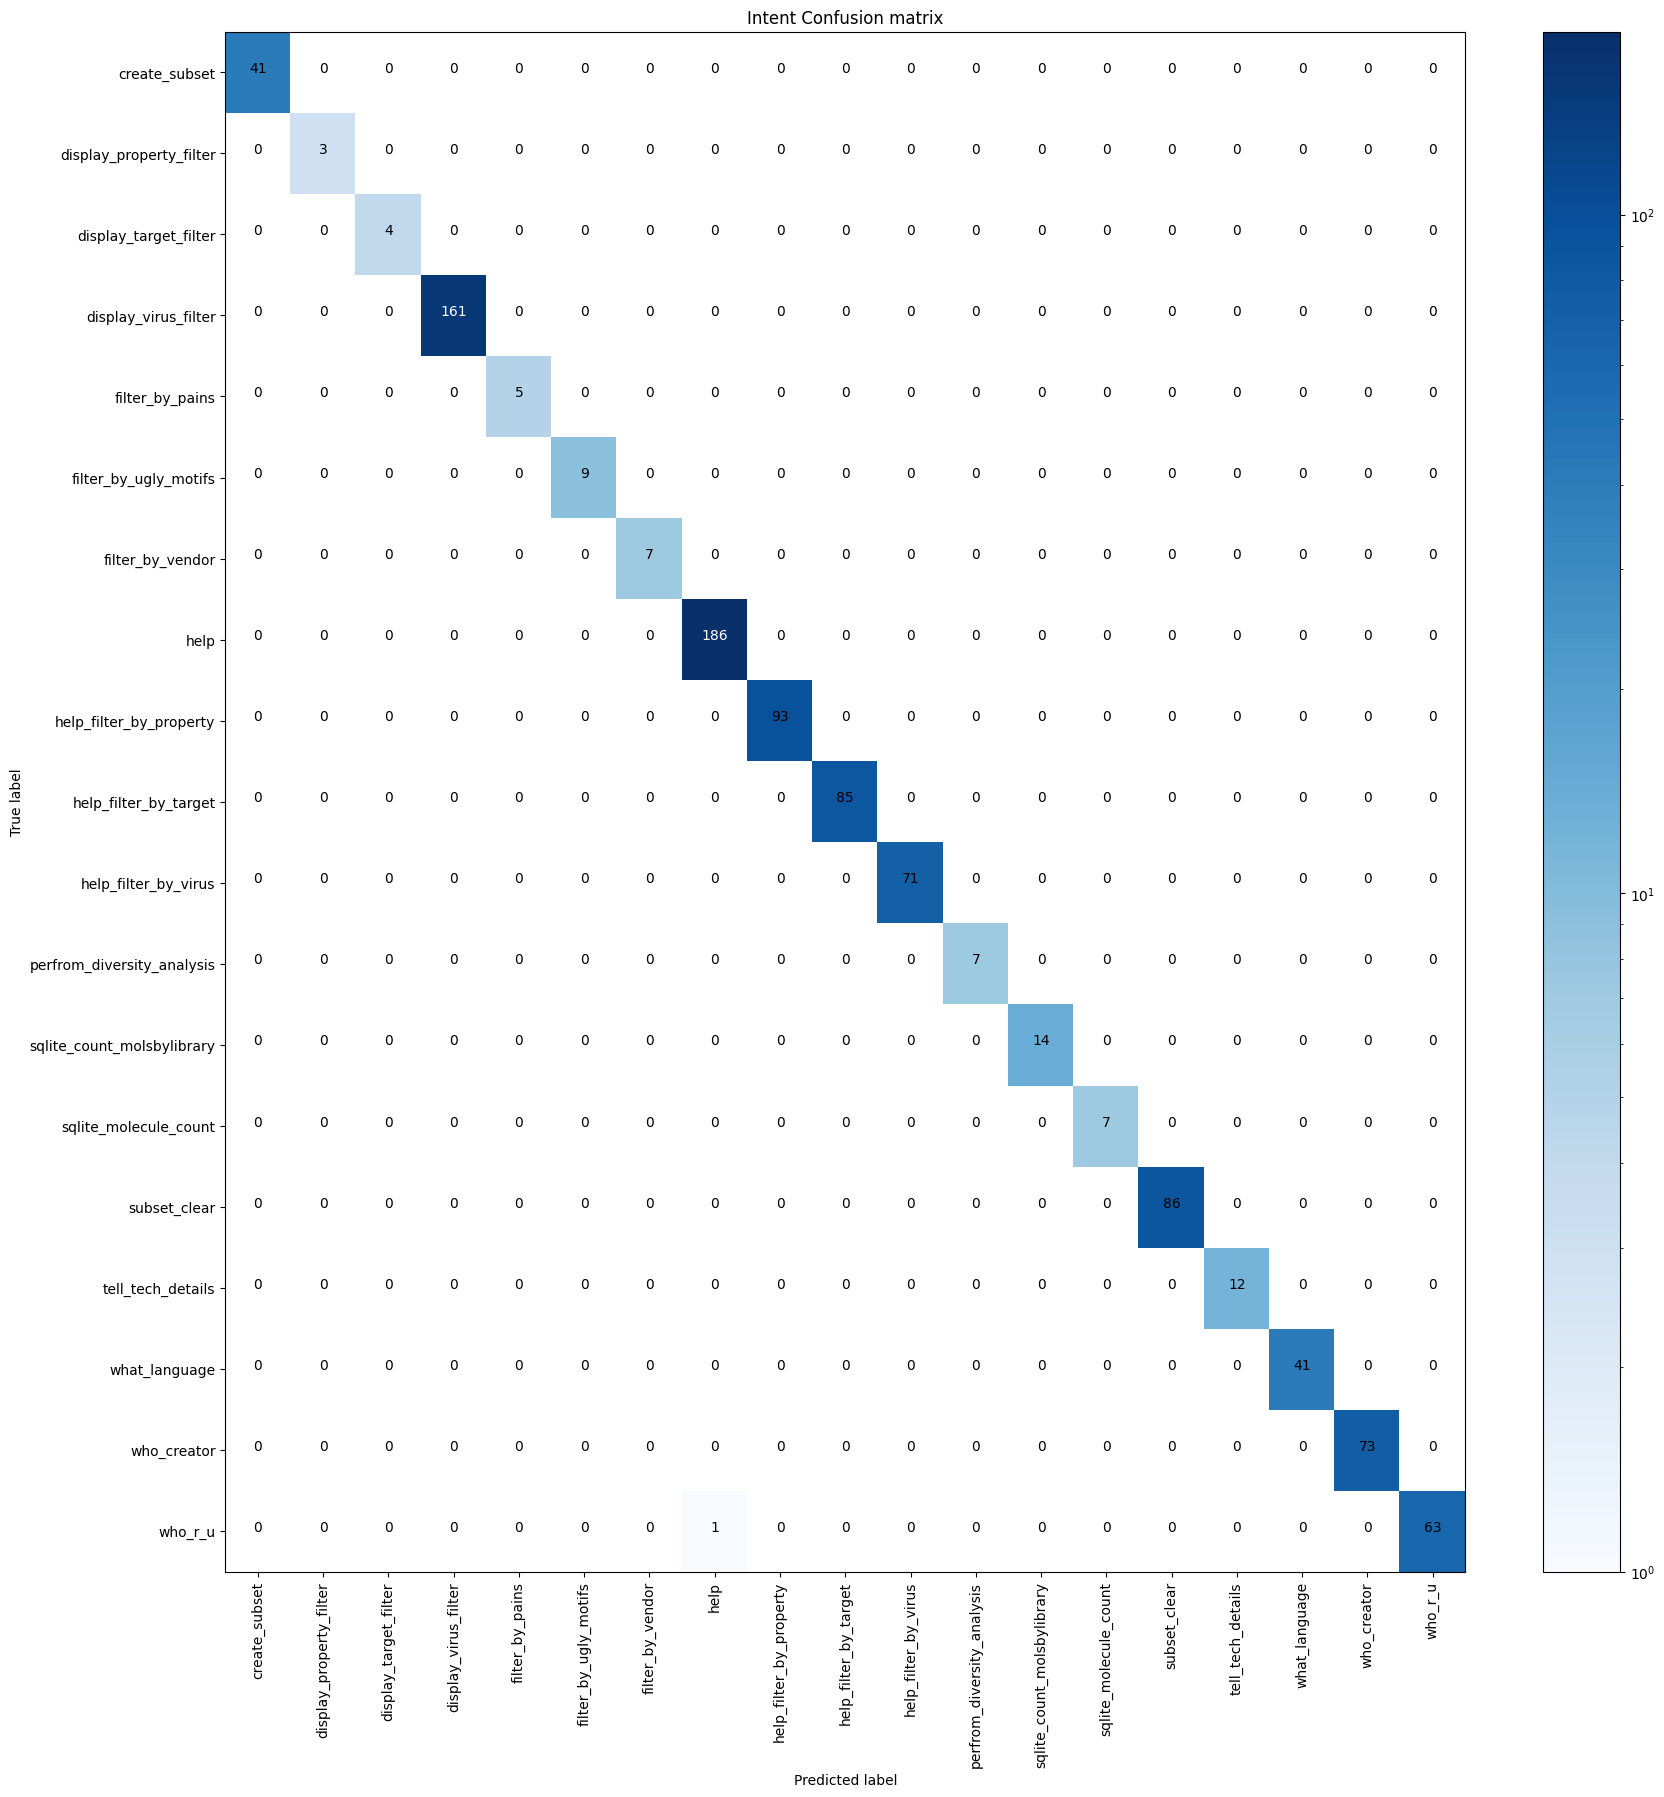 Intent Confusion matrix
create_subset 41 0 0 0 0 0 0 0 0 0 0 0 0 0 0 0 0 0 0
display_property_filter 0 3 0 0 0 0 0 0 0 0 0 0 0 0 0 0 0 0 0
display_target_filter 0 0 4 0 0 0 0 0 0 0 0 0 0 0 0 0 0 0 0
display_virus_filter 0 0 0 161 0 0 0 0 0 0 0 0 0 0 0 0 0 0 0
filter_by_pains 0 0 0 0 5 0 0 0 0 0 0 0 0 0 0 0 0 0 0
filter_by_ugly_motifs 0 0 0 0 0 9 0 0 0 0 0 0 0 0 0 0 0 0 0
filter_by_vendor 0 0 0 0 0 0 7 0 0 0 0 0 0 0 0 0 0 0 0
help 0 0 0 0 0 0 0 186 0 0 0 0 0 0 0 0 0 0 0
help_filter_by_property 0 0 0 0 0 0 0 0 93 0 0 0 0 0 0 0 0 0 0
help_filter_by_target 0 0 0 0 0 0 0 0 0 85 0 0 0 0 0 0 0 0 0
help_filter_by_virus 0 0 0 0 0 0 0 0 0 0 71 0 0 0 0 0 0 0 0
perfrom_diversity_analysis 0 0 0 0 0 0 0 0 0 0 0 7 0 0 0 0 0 0 0
sqlite_count_molsbylibrary 0 0 0 0 0 0 0 0 0 0 0 0 14 0 0 0 0 0 0
sqlite_molecule_count 0 0 0 0 0 0 0 0 0 0 0 0 0 7 0 0 0 0 0
subset_clear 0 0 0 0 0 0 0 0 0 0 0 0 0 0 86 0 0 0 0
tell_tech_details 0 0 0 0 0 0 0 0 0 0 0 0 0 0 0 12 0 0 0
what_language 0 0 0 0 0 0 0 0 0 0 0 0 0 0 0 0 41 0 0
who_creator 0 0 0 0 0 0 0 0 0 0 0 0 0 0 0 0 0 73 0
who_r_u 0 0 0 0 0 0 0 1 0 0 0 0 0 0 0 0 0 0 63
True label
create_subset
display_property_filter
display_target_filter
display_virus_filter
filter_by_pains
filter_by_ugly_motifs
filter_by_vendor
help
help_filter_by_property
help_filter_by_target
help_filter_by_virus
perfrom_diversity_analysis
sqlite_count_molsbylibrary
sqlite_molecule_count
subset_clear
tell_tech_details
what_language
who_creator
who_r_u
Predicted label
10²
10¹
10⁰